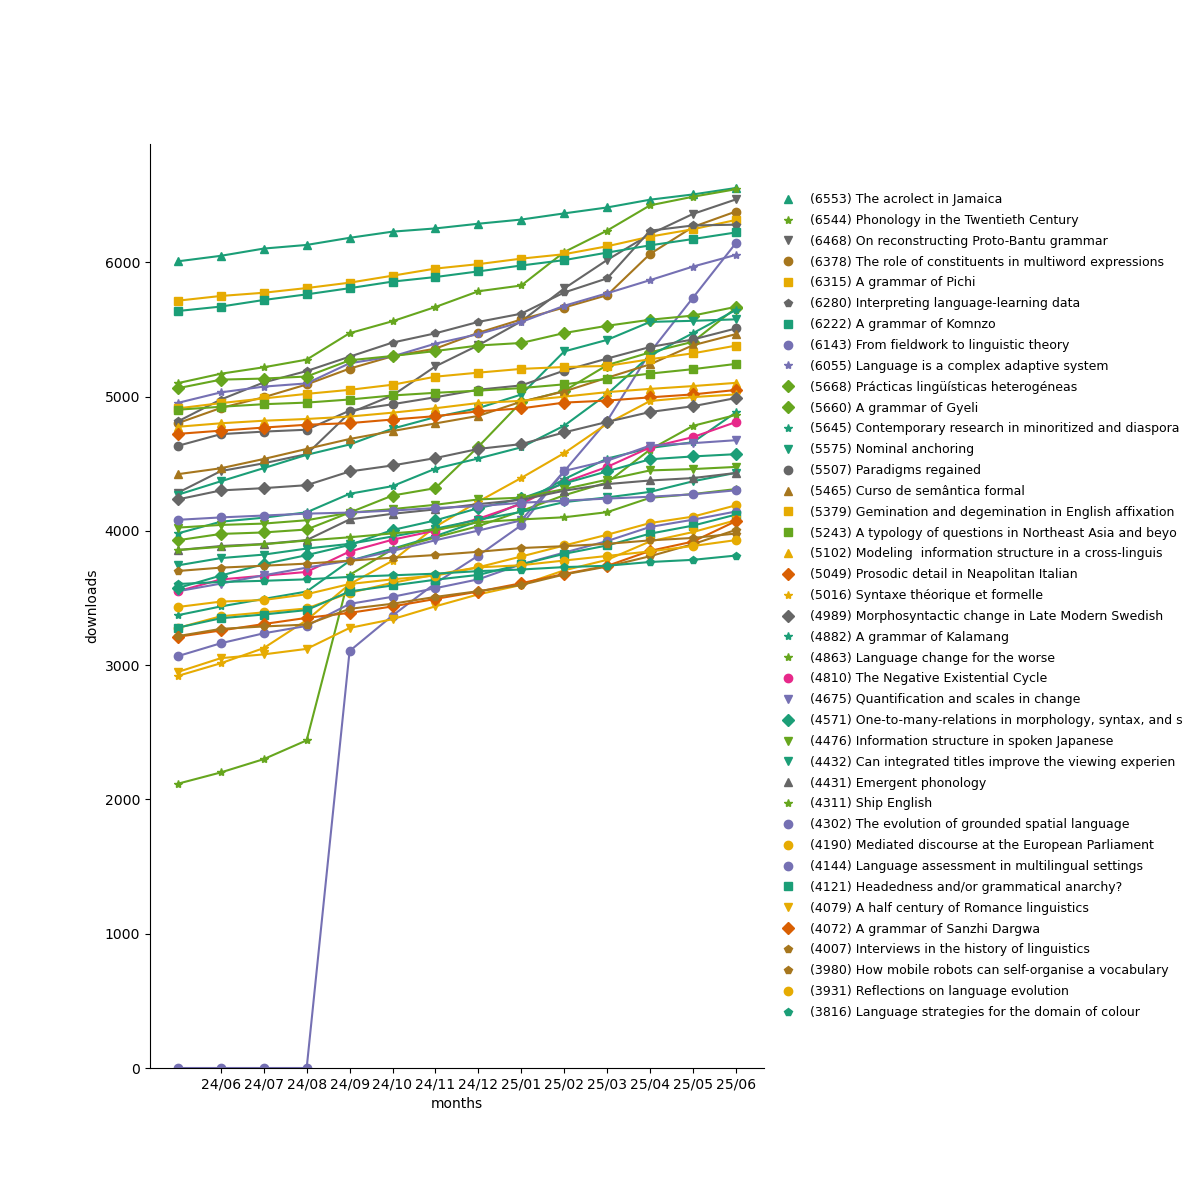 6000
5000
4000
3000
2000
1000
0
downloads
24/06 24/07 24/08 24/09 24/10 24/11 24/12 25/01 25/02 25/03 25/04 25/05 25/06
months
(6553) The acrolect in Jamaica
(6544) Phonology in the Twentieth Century
(6468) On reconstructing Proto-Bantu grammar
(6378) The role of constituents in multiword expressions
(6315) A grammar of Pichi
(6280) Interpreting language-learning data
(6222) A grammar of Komnzo
(6143) From fieldwork to linguistic theory
(6055) Language is a complex adaptive system
(5668) Prácticas lingüísticas heterogéneas
(5660) A grammar of Gyeli
(5645) Contemporary research in minoritized and diaspora
(5575) Nominal anchoring
(5507) Paradigms regained
(5465) Curso de semântica formal
(5379) Gemination and degemination in English affixation
(5243) A typology of questions in Northeast Asia and beyo
(5102) Modeling  information structure in a cross-linguis
(5049) Prosodic detail in Neapolitan Italian
(5016) Syntaxe théorique et formelle
(4989) Morphosyntactic change in Late Modern Swedish
(4882) A grammar of Kalamang
(4863) Language change for the worse
(4810) The Negative Existential Cycle
(4675) Quantification and scales in change
(4571) One-to-many-relations in morphology, syntax, and s
(4476) Information structure in spoken Japanese
(4432) Can integrated titles improve the viewing experien
(4431) Emergent phonology
(4311) Ship English
(4302) The evolution of grounded spatial language
(4190) Mediated discourse at the European Parliament
(4144) Language assessment in multilingual settings
(4121) Headedness and/or grammatical anarchy?
(4079) A half century of Romance linguistics
(4072) A grammar of Sanzhi Dargwa
(4007) Interviews in the history of linguistics
(3980) How mobile robots can self-organise a vocabulary
(3931) Reflections on language evolution
(3816) Language strategies for the domain of colour